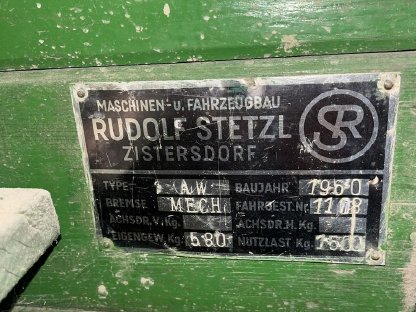 MASCHINEN- u. FAHRZEUGBAU
RUDOLF STETZL
ZISTERSDORF
SR
TYPE AW BAUJAHR 1960
BREMSE MECH. FAHRGEST.Nr. 1108
ACHSDR.V.Kg. ACHSDR.H.Kg.
EIGENGEW.Kg. 580 NUTZLAST Kg.